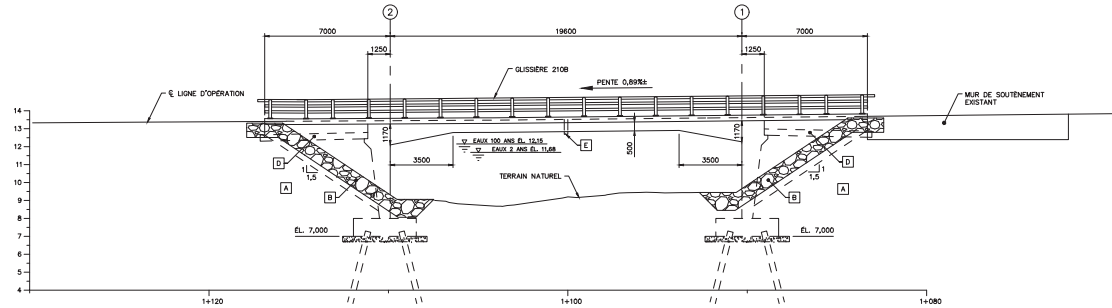 2
1
7000
19600
7000
1250
1250
GLISSIÈRE 210B
PENTE 0,89%±
℄ LIGNE D'OPÉRATION
MUR DE SOUTÈNEMENT
EXISTANT
14
13
12
11
10
9
8
7
6
5
4
1170
1170
500
E
EAUX 100 ANS ÉL. 12,15
EAUX 2 ANS ÉL. 11,68
3500
3500
D
D
1
1,5
1
1,5
A
A
B
B
TERRAIN NATUREL
ÉL. 7,000
ÉL. 7,000
1+120
1+100
1+080